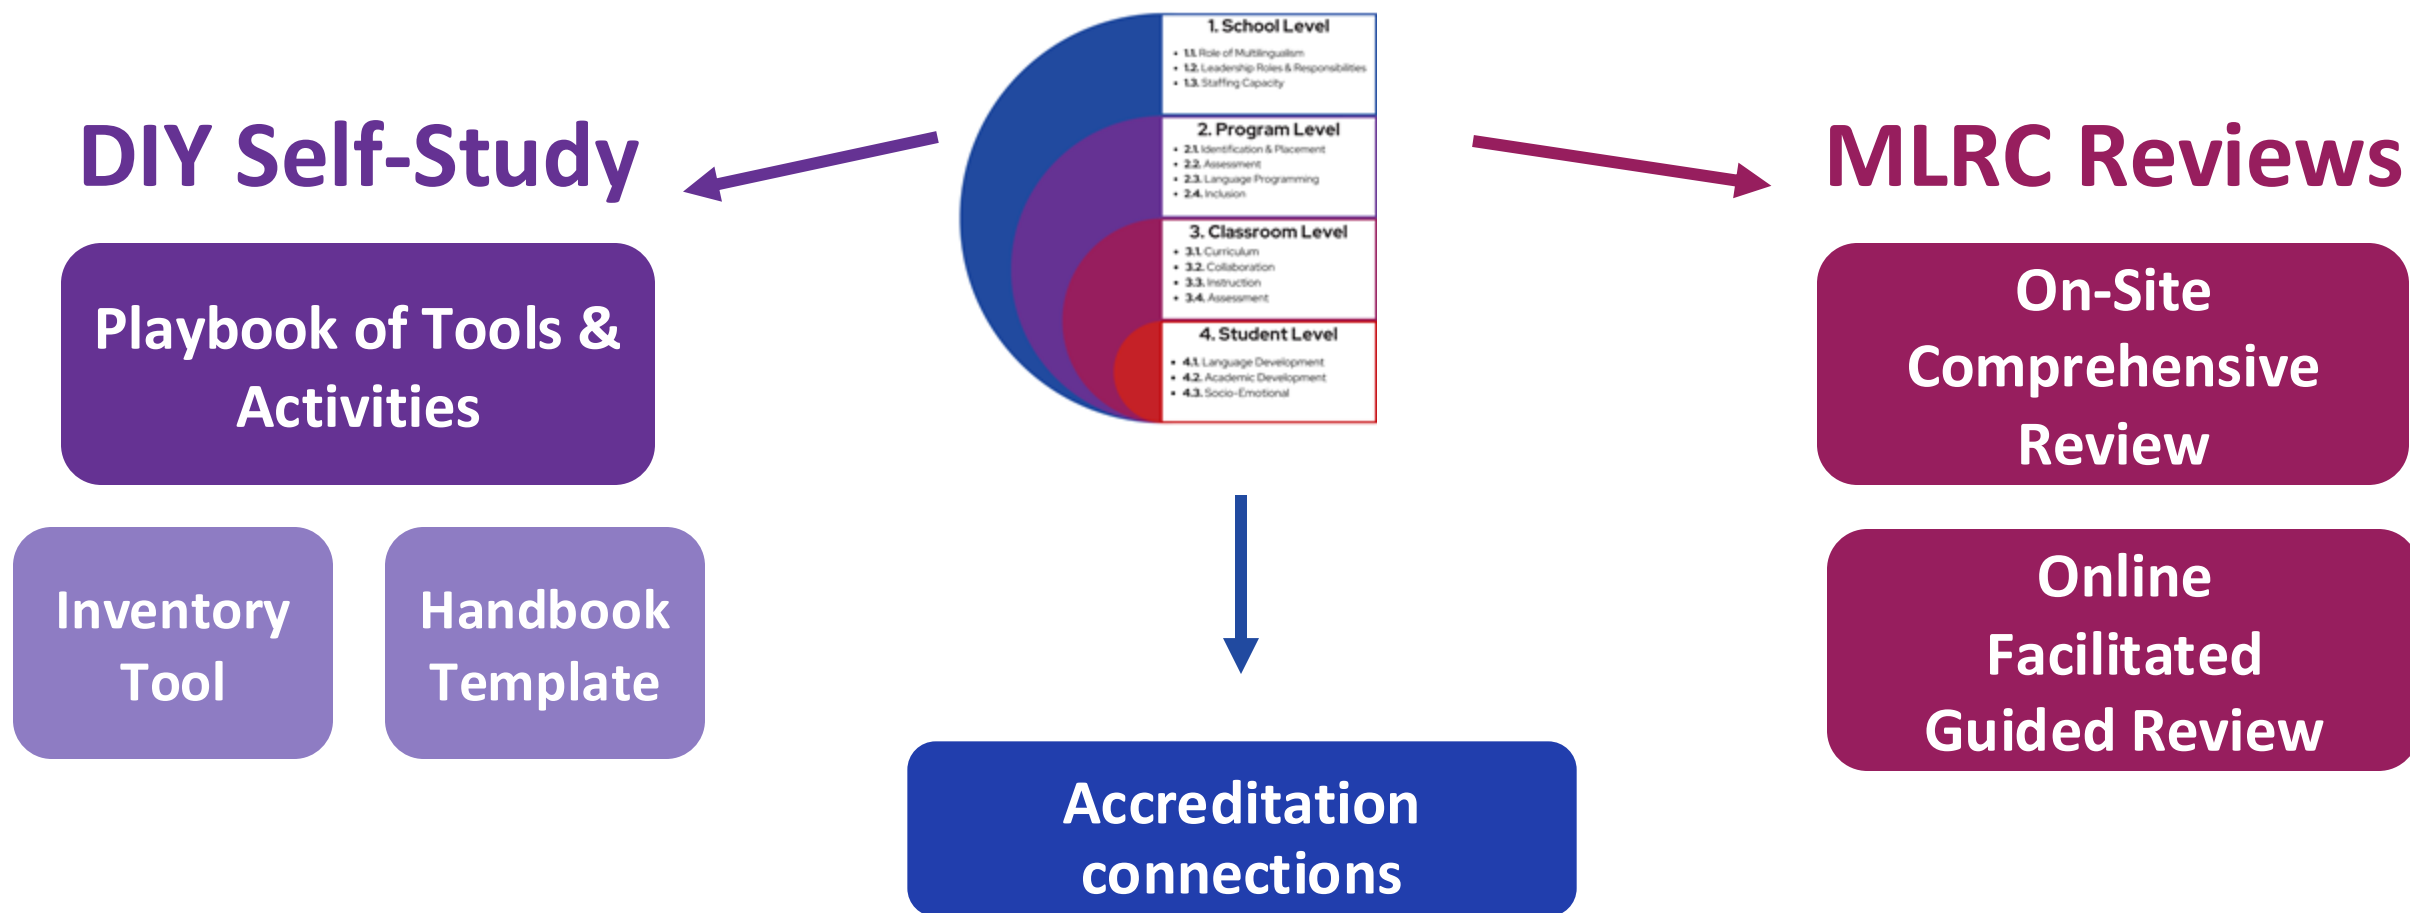 DIY Self-Study
Playbook of Tools &
Activities
Inventory
Tool
Handbook
Template
1. School Level
• 1.1. Role of Multilingualism
• 1.2. Leadership Roles & Responsibilities
• 1.3. Staffing Capacity
2. Program Level
• 2.1. Identification & Placement
• 2.2. Assessment
• 2.3. Language Programming
• 2.4. Inclusion
3. Classroom Level
• 3.1. Curriculum
• 3.2. Collaboration
• 3.3. Instruction
• 3.4. Assessment
4. Student Level
• 4.1. Language Development
• 4.2. Academic Development
• 4.3. Socio-Emotional
Accreditation
connections
MLRC Reviews
On-Site
Comprehensive
Review
Online
Facilitated
Guided Review